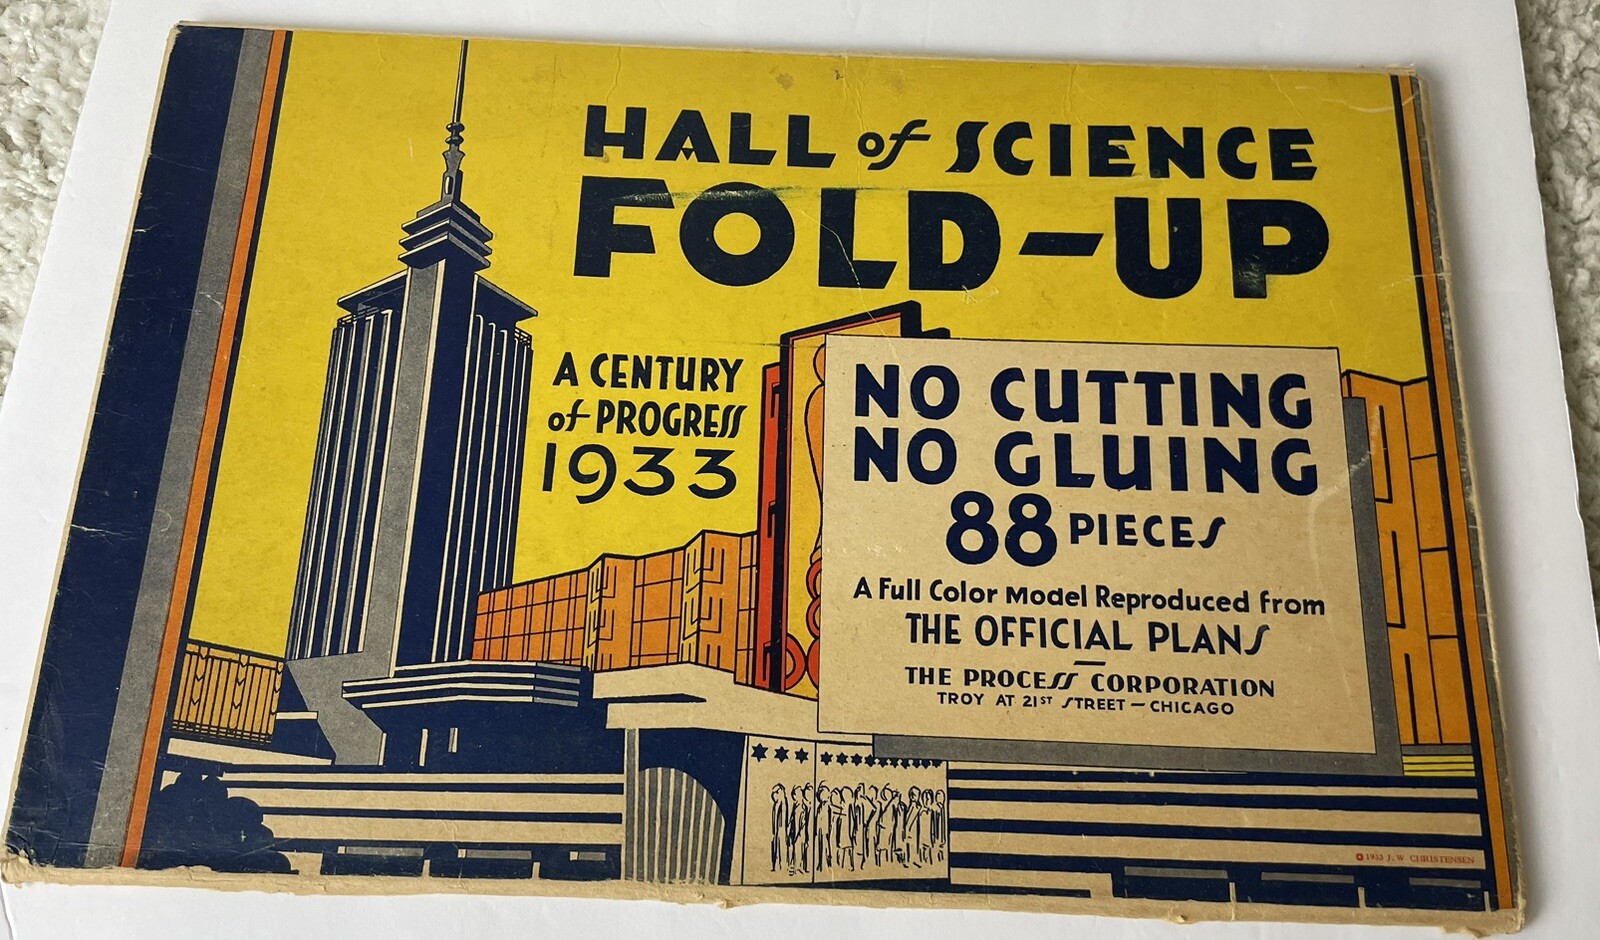 HALL of SCIENCE
FOLD-UP
A CENTURY
of PROGRESS
1933
NO CUTTING
NO GLUING
88 PIECES
A Full Color Model Reproduced from
THE OFFICIAL PLANS
THE PROCESS CORPORATION
TROY AT 21ST STREET — CHICAGO
© 1933 J. W CHRISTENSEN